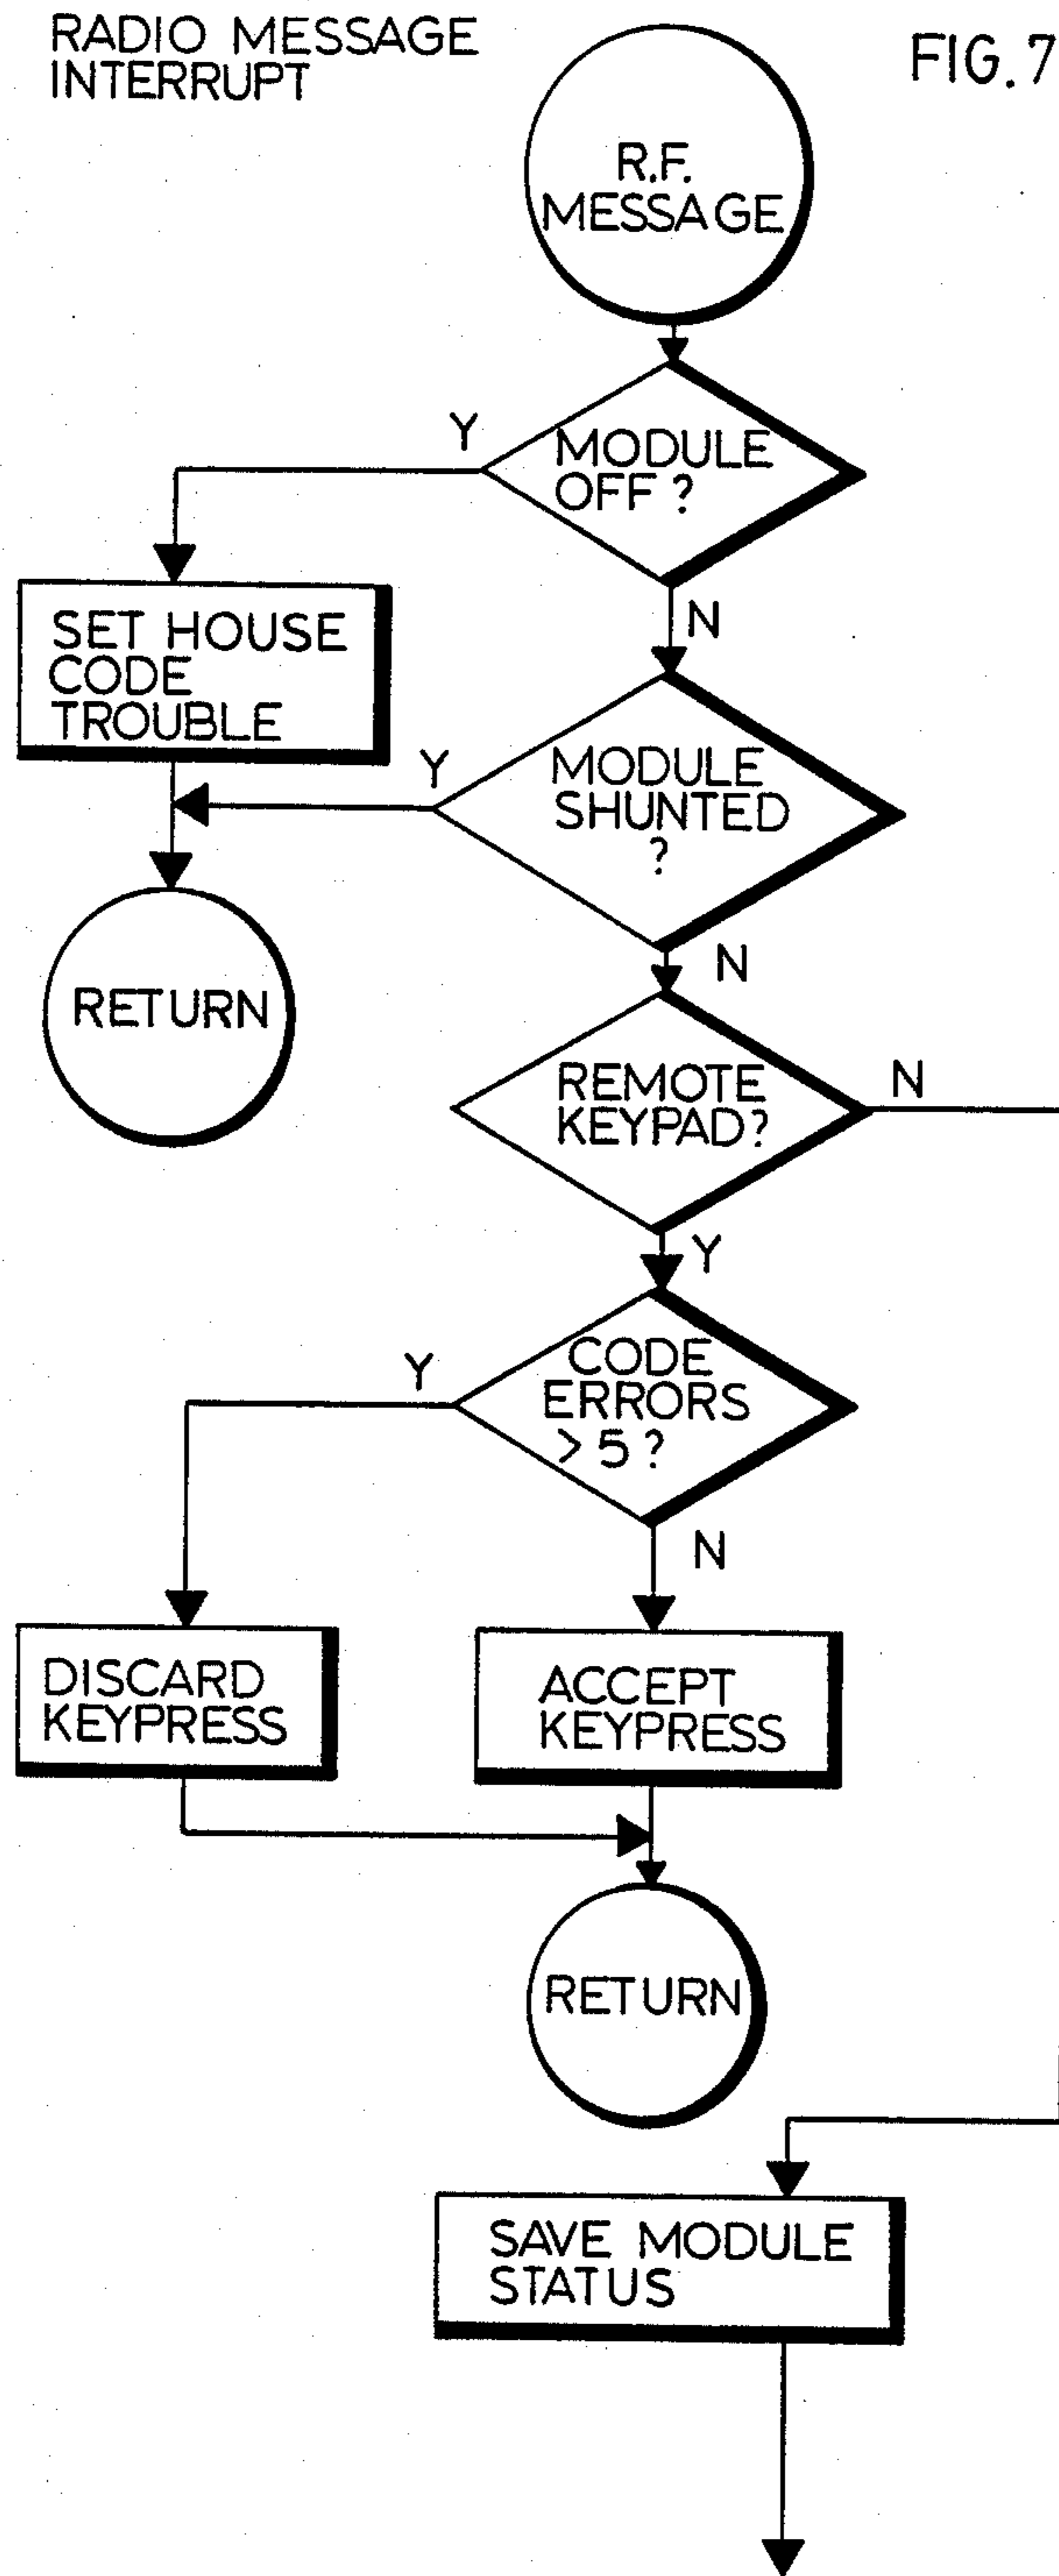 RADIO MESSAGE
INTERRUPT
FIG. 7
R.F.
MESSAGE
Y
MODULE
OFF ?
N
SET HOUSE
CODE
TROUBLE
Y
MODULE
SHUNTED
?
N
RETURN
REMOTE
KEYPAD?
N
Y
CODE
ERRORS
> 5 ?
Y
N
DISCARD
KEYPRESS
ACCEPT
KEYPRESS
RETURN
SAVE MODULE
STATUS